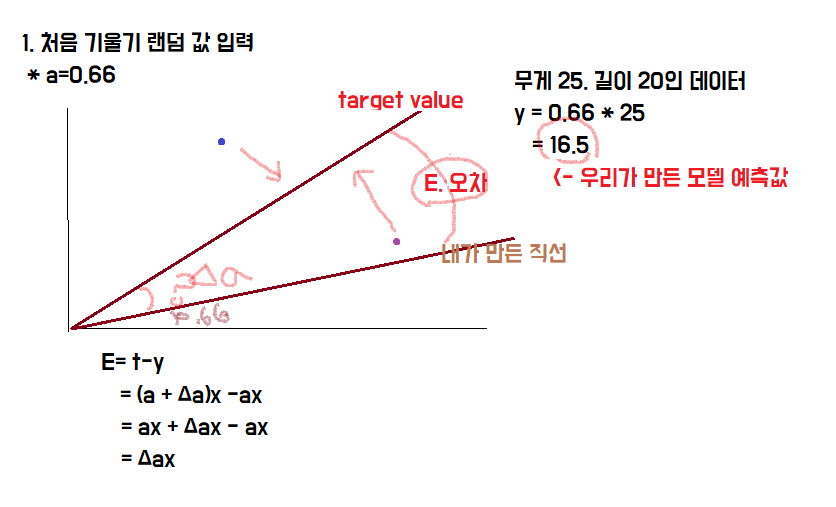 1. 처음 기울기 랜덤 값 입력
* a=0.66
무게 25. 길이 20인 데이터
y = 0.66 * 25
= 16.5
<- 우리가 만든 모델 예측값
target value
E. 오차
내가 만든 직선
Δa
.66
E= t-y
= (a + Δa)x -ax
= ax + Δax - ax
= Δax